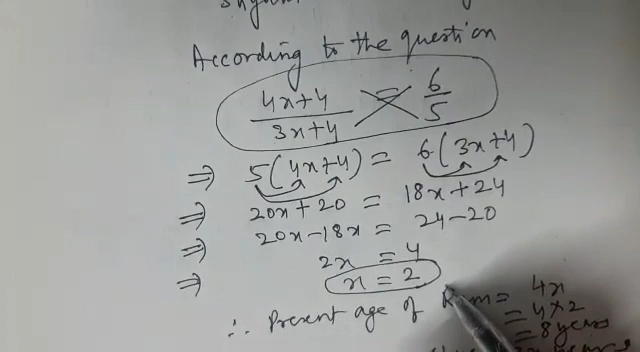 According to the question
4x+4 / 3x+4 = 6 / 5
⇒ 5(4x+4) = 6(3x+4)
⇒ 20x+20 = 18x+24
⇒ 20x-18x = 24-20
2x = 4
⇒ x = 2
∴ Present age of Ram = 4x
= 4×2
= 8 years